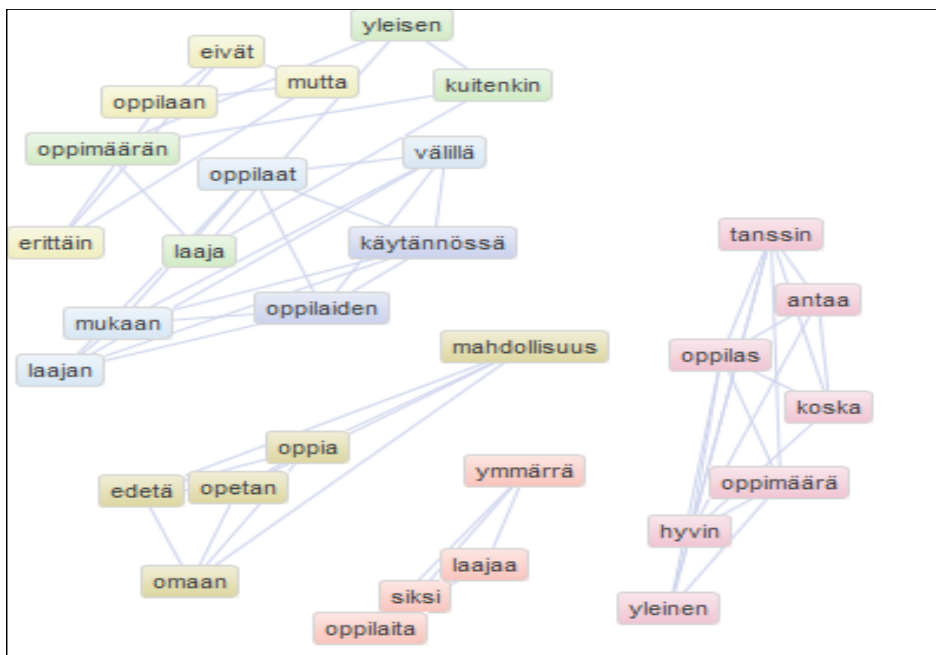 yleisen
eivät
mutta
kuitenkin
oppilaan
oppimäärän
välillä
oppilaat
tanssin
erittäin
laaja
käytännössä
antaa
oppilaiden
mukaan
mahdollisuus
oppilas
laajan
koska
oppia
ymmärrä
oppimäärä
edetä
opetan
hyvin
laajaa
omaan
siksi
yleinen
oppilaita